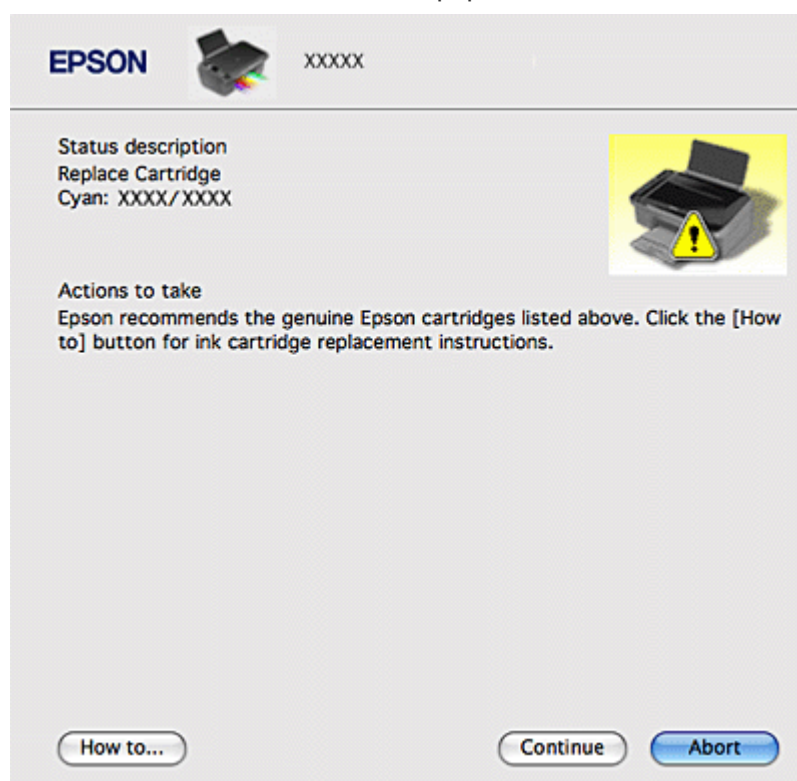 EPSON
XXXXX
Status description
Replace Cartridge
Cyan: XXXX/XXXX
Actions to take
Epson recommends the genuine Epson cartridges listed above. Click the [How
to] button for ink cartridge replacement instructions.
How to...
Continue
Abort